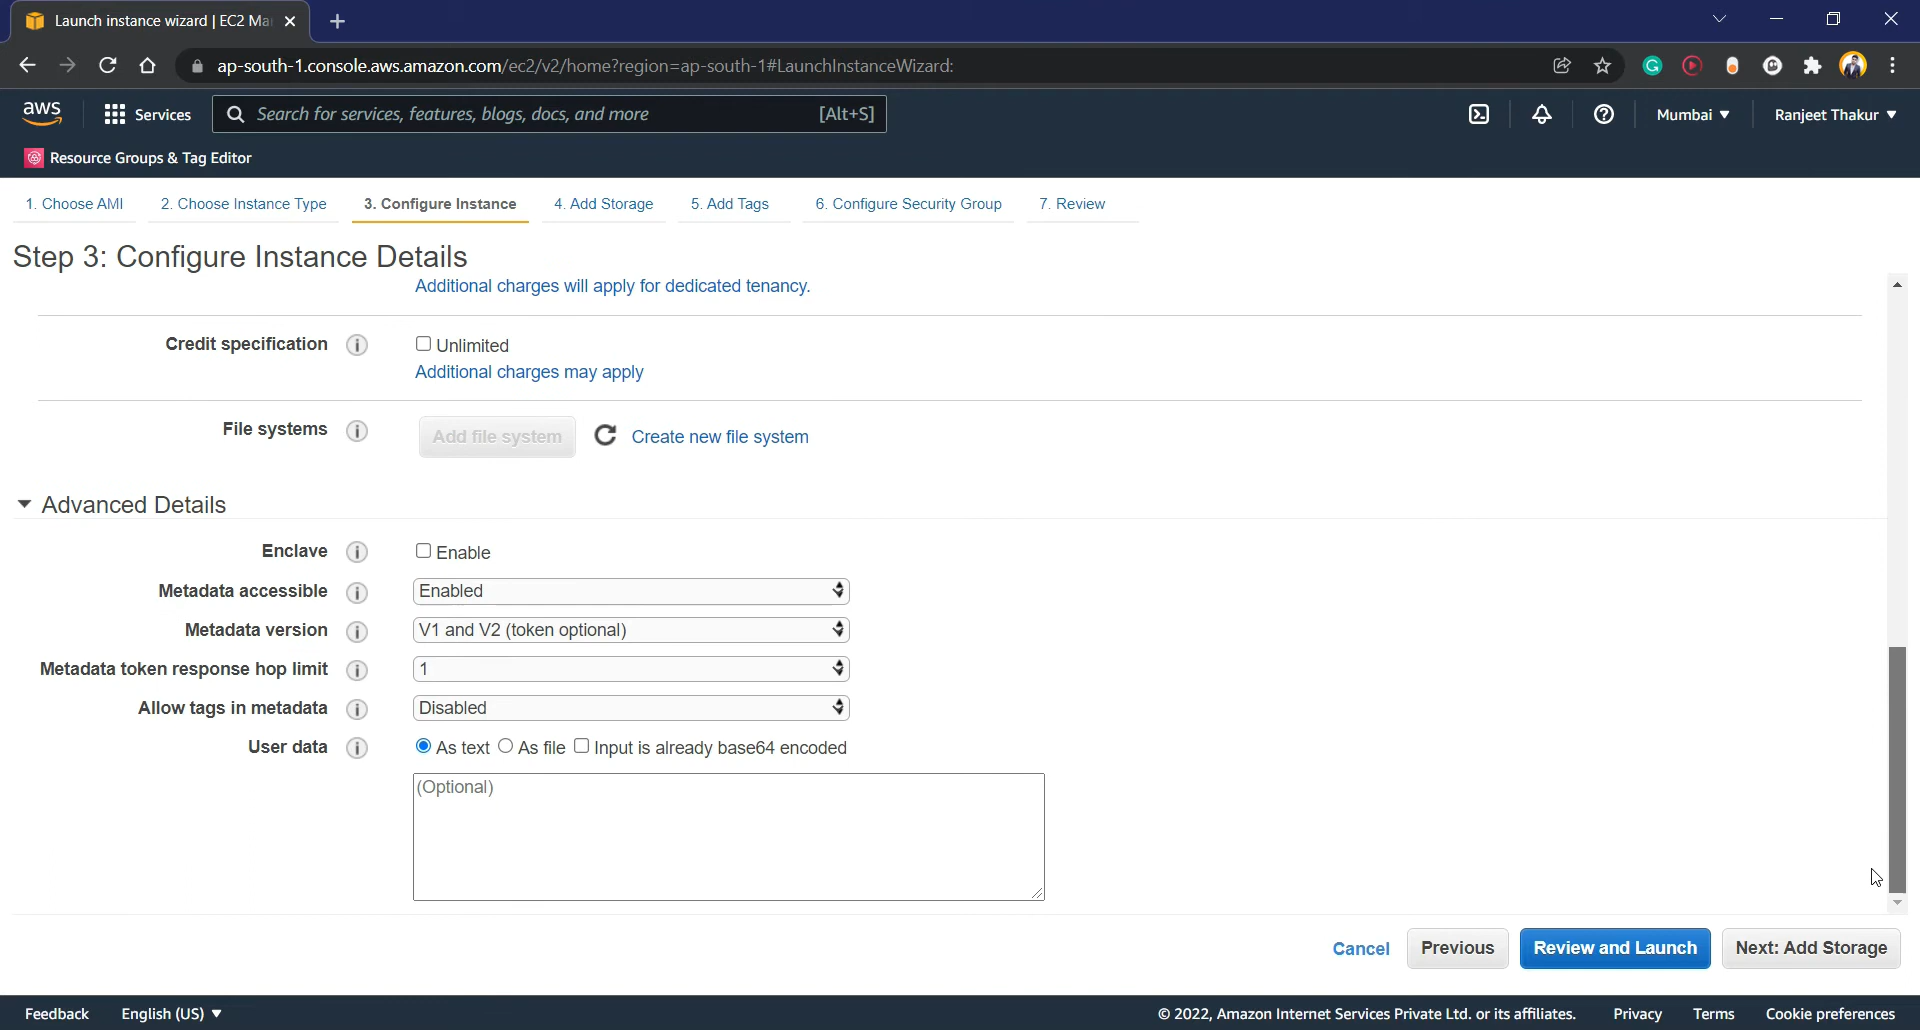 Launch instance wizard | EC2 Ma
ap-south-1.console.aws.amazon.com/ec2/v2/home?region=ap-south-1#LaunchInstanceWizard:
aws
Services
Search for services, features, blogs, docs, and more
[Alt+S]
Mumbai
Ranjeet Thakur
Resource Groups & Tag Editor
1. Choose AMI
2. Choose Instance Type
3. Configure Instance
4. Add Storage
5. Add Tags
6. Configure Security Group
7. Review
Step 3: Configure Instance Details
Additional charges will apply for dedicated tenancy.
Credit specification
Unlimited
Additional charges may apply
File systems
Add file system
Create new file system
Advanced Details
Enclave
Enable
Metadata accessible
Enabled
Metadata version
V1 and V2 (token optional)
Metadata token response hop limit
1
Allow tags in metadata
Disabled
User data
As text
As file
Input is already base64 encoded
(Optional)
Cancel
Previous
Review and Launch
Next: Add Storage
Feedback
English (US)
© 2022, Amazon Internet Services Private Ltd. or its affiliates.
Privacy
Terms
Cookie preferences